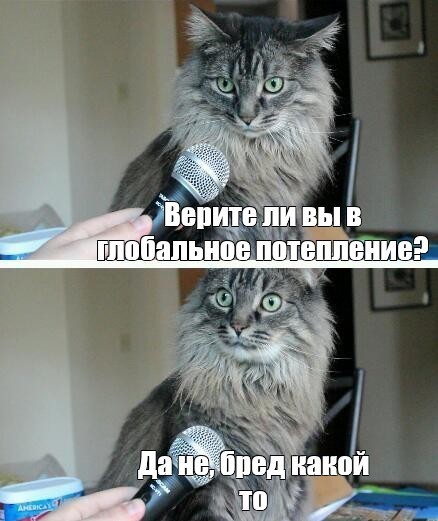 Верите ли вы в
глобальное потепление?
Да не, бред какой
то
AMERICA